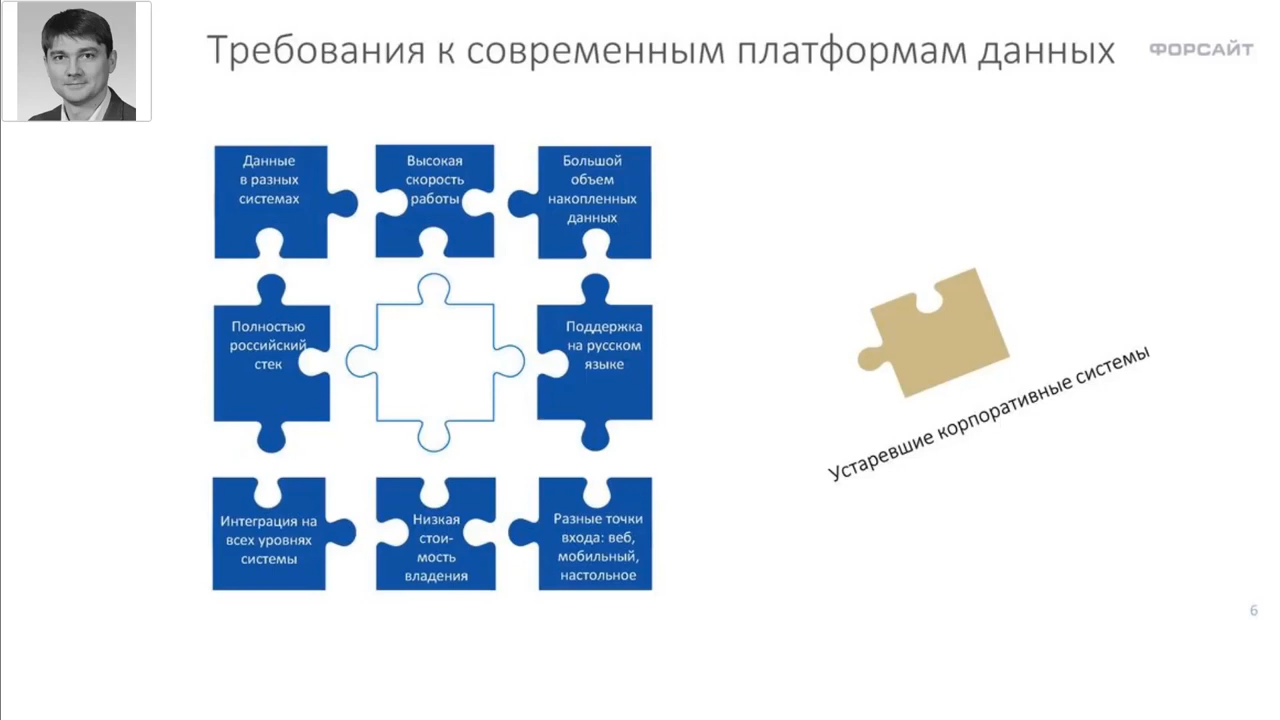 Требования к современным платформам данных
ФОРСАЙТ
Данные
в разных
системах
Высокая
скорость
работы
Большой
объем
накопленных
данных
Полностью
российский
стек
Поддержка
на русском
языке
Устаревшие корпоративные системы
Интеграция на
всех уровнях
системы
Низкая
стои-
мость
владения
Разные точки
входа: веб,
мобильный,
настольное
6